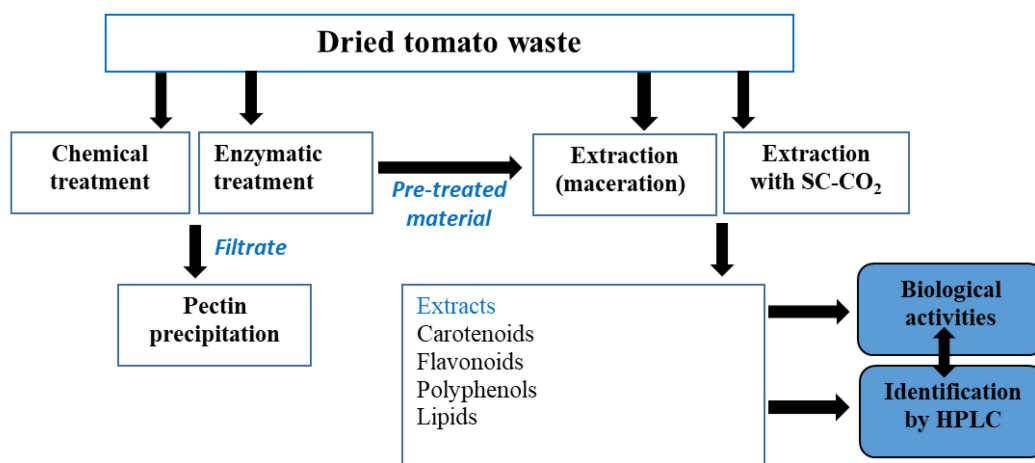 Dried tomato waste
Chemical
treatment
Enzymatic
treatment
Pre-treated
material
Extraction
(maceration)
Extraction
with SC-CO₂
Filtrate
Pectin
precipitation
Extracts
Carotenoids
Flavonoids
Polyphenols
Lipids
Biological
activities
Identification
by HPLC